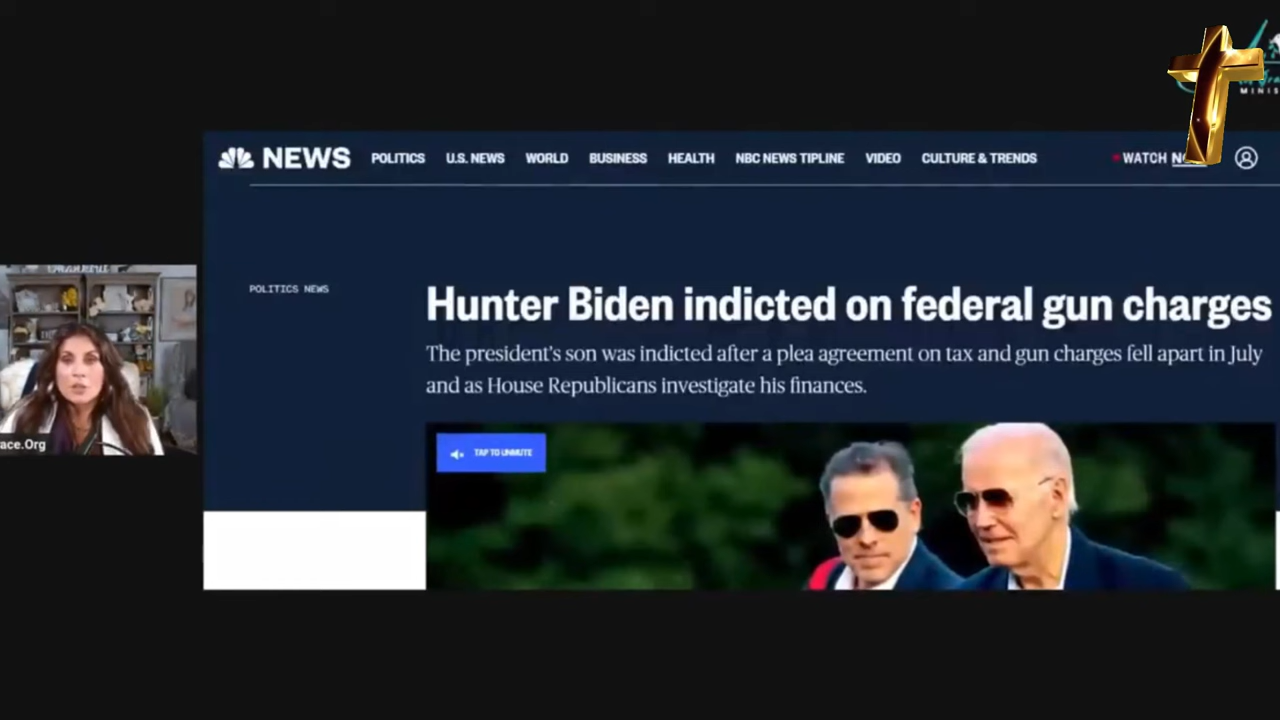 MINIS
NEWS
POLITICS U.S. NEWS WORLD BUSINESS HEALTH NBC NEWS TIPLINE VIDEO CULTURE & TRENDS WATCH
POLITICS NEWS
Hunter Biden indicted on federal gun charges
The president's son was indicted after a plea agreement on tax and gun charges fell apart in July
and as House Republicans investigate his finances.
ace.Org
TAP TO UNMUTE